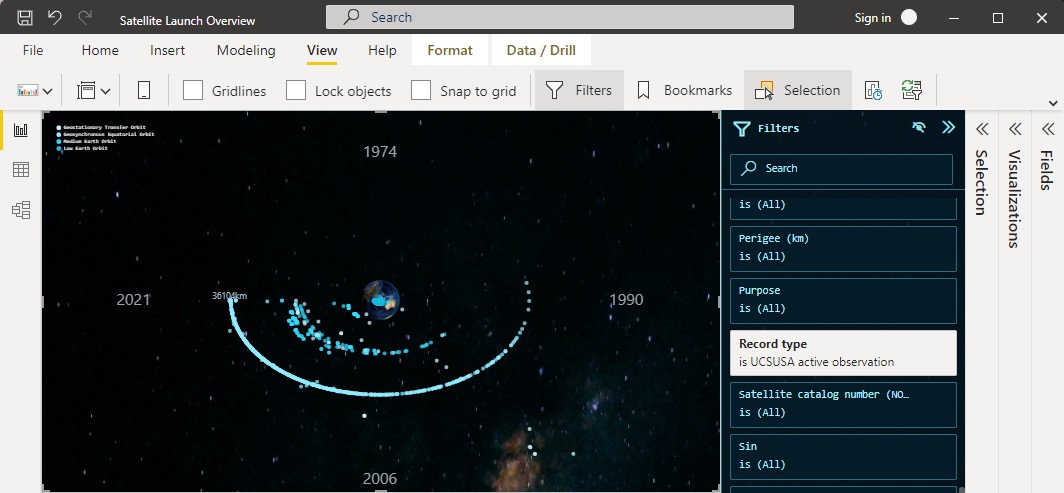 Satellite Launch Overview
Search
Sign in
File Home Insert Modeling View Help Format Data / Drill
Gridlines Lock objects Snap to grid Filters Bookmarks Selection
Geostationary Transfer Orbit
Geosynchronous Equatorial Orbit
Medium Earth Orbit
Low Earth Orbit
1974
2021
36104km
1990
2006
Filters
Search
is (All)
Perigee (km)
is (All)
Purpose
is (All)
Record type
is UCSUSA active observation
Satellite catalog number (NO…
is (All)
Sin
is (All)
Selection
Visualizations
Fields